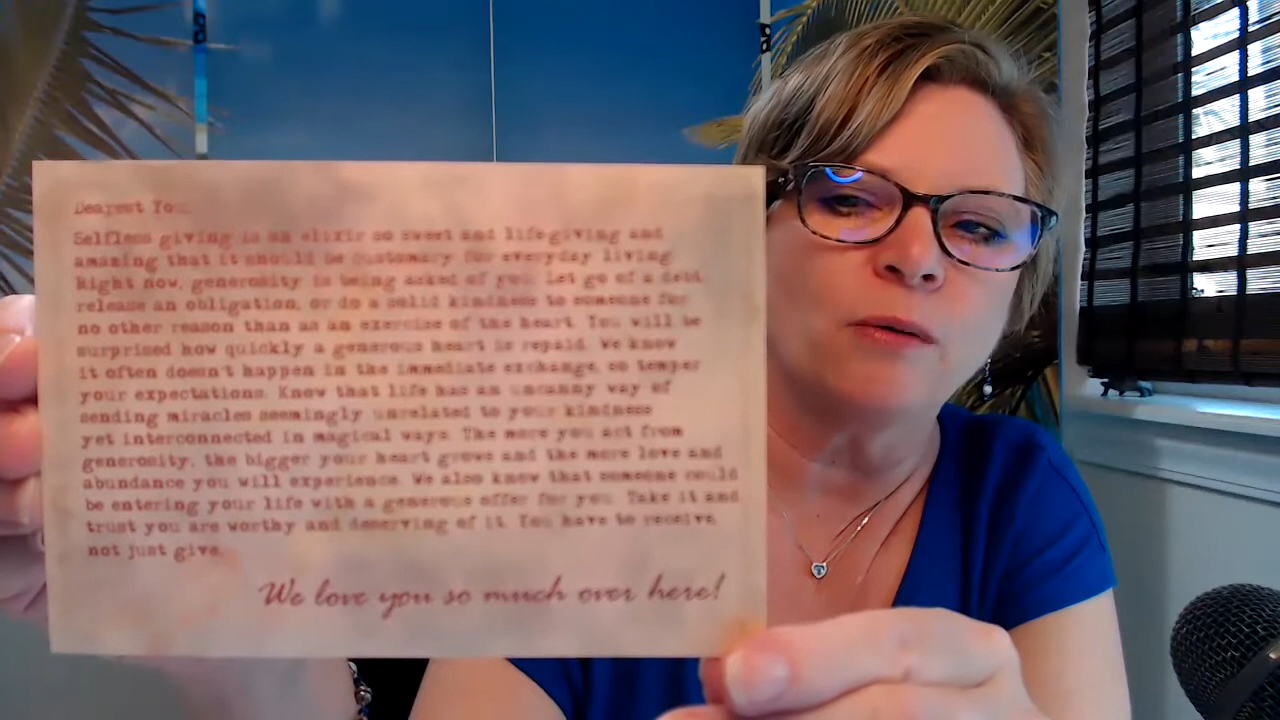 Dearest You
Selfless giving is an elixir so sweet and lifegiving and
amazing that it should be customary for everyday living
Right now, generosity is being asked of you. Let go of a debt,
release an obligation, or do a solid kindness to someone for
no other reason than as an exercise of the heart. You will be
surprised how quickly a generous heart is repaid. We know
it often doesn't happen in the immediate exchange, so temper
your expectations. Know that life has an uncanny way of
sending miracles seemingly unrelated to your kindness
yet interconnected in magical ways. The more you act from
generosity, the bigger your heart grows and the more love and
abundance you will experience. We also know that someone could
be entering your life with a generous offer for you. Take it and
trust you are worthy and deserving of it. You have to receive,
not just give.
We love you so much over here!